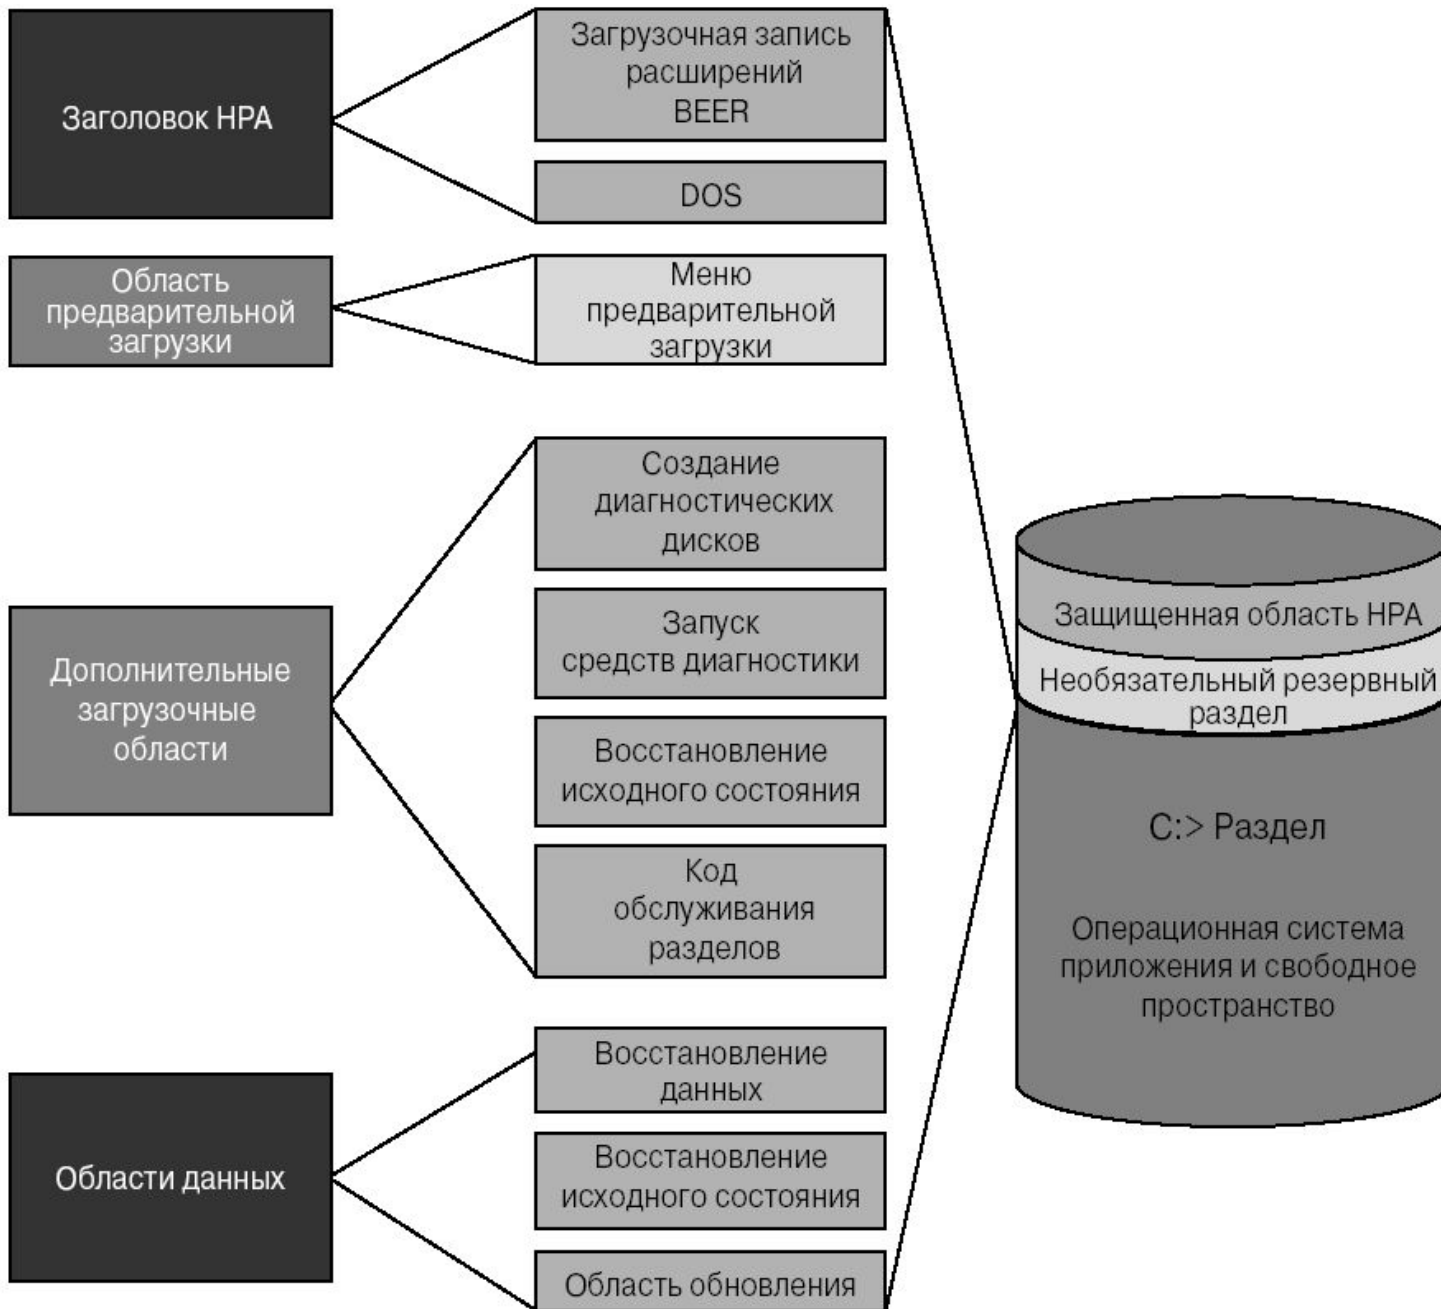 Заголовок HPA
Загрузочная запись
расширений
BEER
DOS
Область
предварительной
загрузки
Меню
предварительной
загрузки
Дополнительные
загрузочные
области
Создание
диагностических
дисков
Запуск
средств диагностики
Восстановление
исходного состояния
Код
обслуживания
разделов
Области данных
Восстановление
данных
Восстановление
исходного состояния
Область обновления
Защищенная область HPA
Необязательный резервный
раздел
C:> Раздел
Операционная система
приложения и свободное
пространство